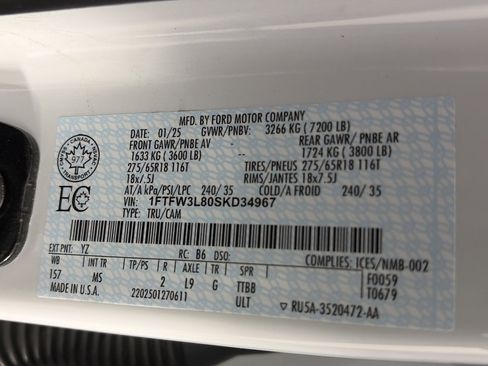 MFD. BY FORD MOTOR COMPANY
01/25 GVWR/PNBV: 3266 KG ( 7200 LB)
FRONT GAWR/ PNBE AV REAR GAWR/ PNBE AR
1633 KG ( 3600 LB) -- 1724 KG ( 3800 LB)
275/65R18 116T TIRES/PNEUS 275/65R18 116T
18x7.5J RIMS/JANTES 18x7.5J
AT/A kPa/PSI/LPC 240/ 35 COLD/A FROID 240/ 35
VIN: 1FTFW3L80SKD34967
TYPE: TRU/CAM
CANADA
977
TRANSPORT
EC
EXT PNT: YZ RC: B6 DSO: COMPLIES: ICES/NMB-002
WB INT TR TP/PS R AXLE TR SPR F0059
157 MS 2 L9 G TTBB T0679
MADE IN U.S.A. 2202501270611 ULT ▽ RU5A-3520472-AA